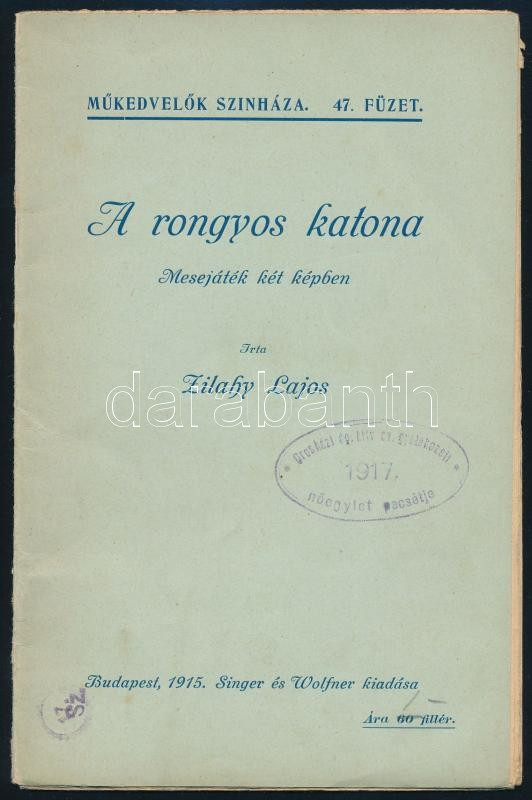 MŰKEDVELŐK SZINHÁZA. 47. FÜZET.
A rongyos katona
Mesejáték két képben
Irta
Zilahy Lajos
darabanth
1917.
nőegylet pecsétje
Budapest, 1915. Singer és Wolfner kiadása
Ára 60 fillér.